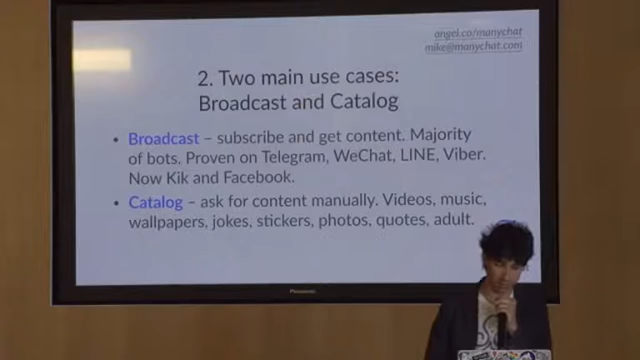 angel.co/manychat
mike@manychat.com
2. Two main use cases:
Broadcast and Catalog
• Broadcast – subscribe and get content. Majority
of bots. Proven on Telegram, WeChat, LINE, Viber.
Now Kik and Facebook.
• Catalog – ask for content manually. Videos, music,
wallpapers, jokes, stickers, photos, quotes, adult.
Panasonic